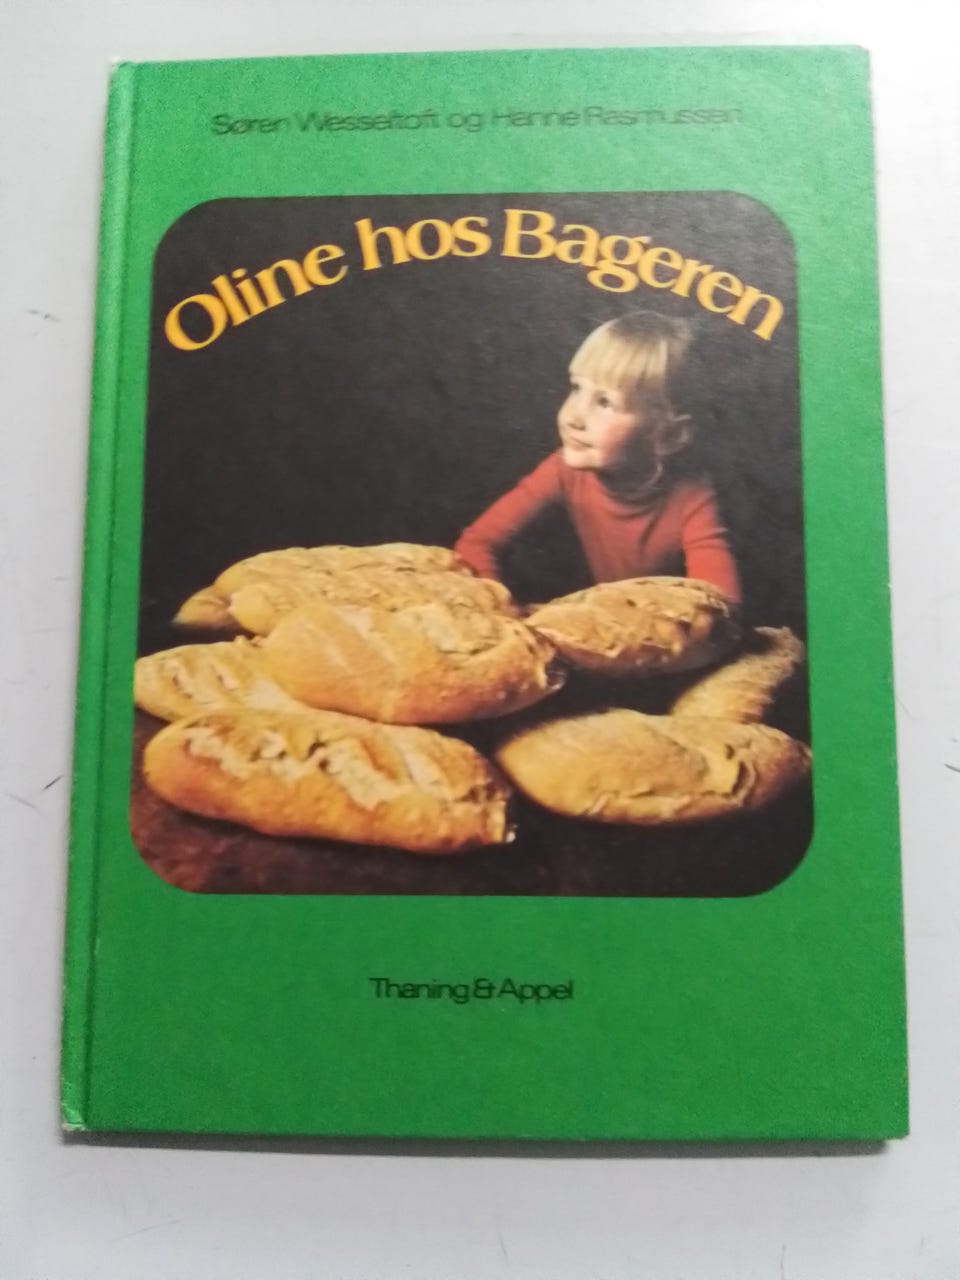 Søren Wesseltoft og Hanne Rasmussen
Oline hos Bageren
Thaning & Appel